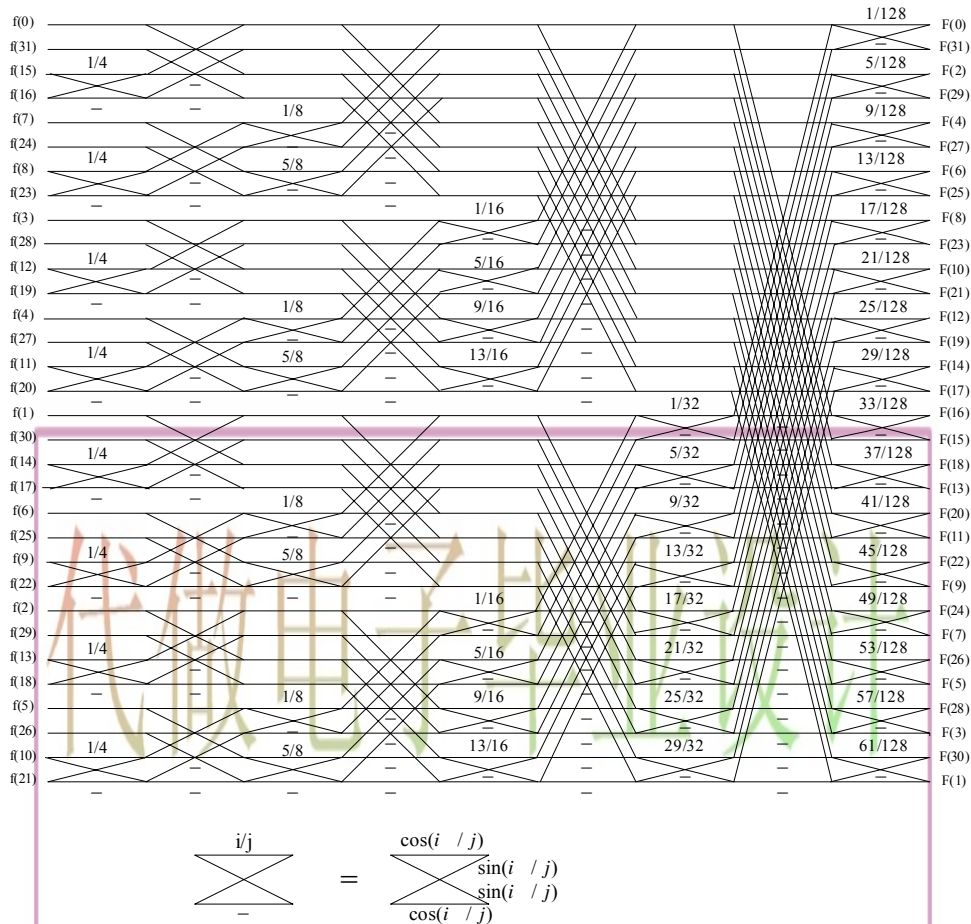 f(0) 1/128 F(0)
f(31) F(31)
f(15) 1/4 5/128 F(2)
f(16) F(29)
f(7) 1/8 9/128 F(4)
f(24) F(27)
f(8) 1/4 5/8 13/128 F(6)
f(23) F(25)
f(3) 1/16 17/128 F(8)
f(28) F(23)
f(12) 1/4 5/16 21/128 F(10)
f(19) F(21)
f(4) 1/8 9/16 25/128 F(12)
f(27) F(19)
f(11) 1/4 5/8 13/16 29/128 F(14)
f(20) F(17)
f(1) 1/32 33/128 F(16)
f(30) F(15)
f(14) 1/4 5/32 37/128 F(18)
f(17) F(13)
f(6) 1/8 9/32 41/128 F(20)
f(25) F(11)
f(9) 1/4 5/8 13/32 45/128 F(22)
f(22) F(9)
f(2) 1/16 17/32 49/128 F(24)
f(29) F(7)
f(13) 1/4 5/16 21/32 53/128 F(26)
f(18) F(5)
f(5) 1/8 9/16 25/32 57/128 F(28)
f(26) F(3)
f(10) 1/4 5/8 13/16 29/32 61/128 F(30)
f(21) F(1)
代微电子毕业设计
i/j
−
=
cos(i /j)
sin(i /j)
sin(i /j)
cos(i /j)